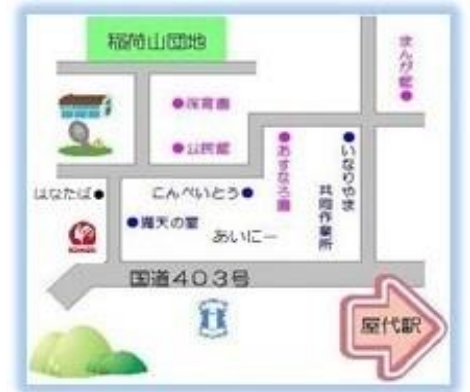 稲荷山団地
まんが館
保育園
公民館
あすなろ園
いなりやま
共同作業所
はなたば
こんぺいとう
満天の里
あいにー
国道403号
屋代駅